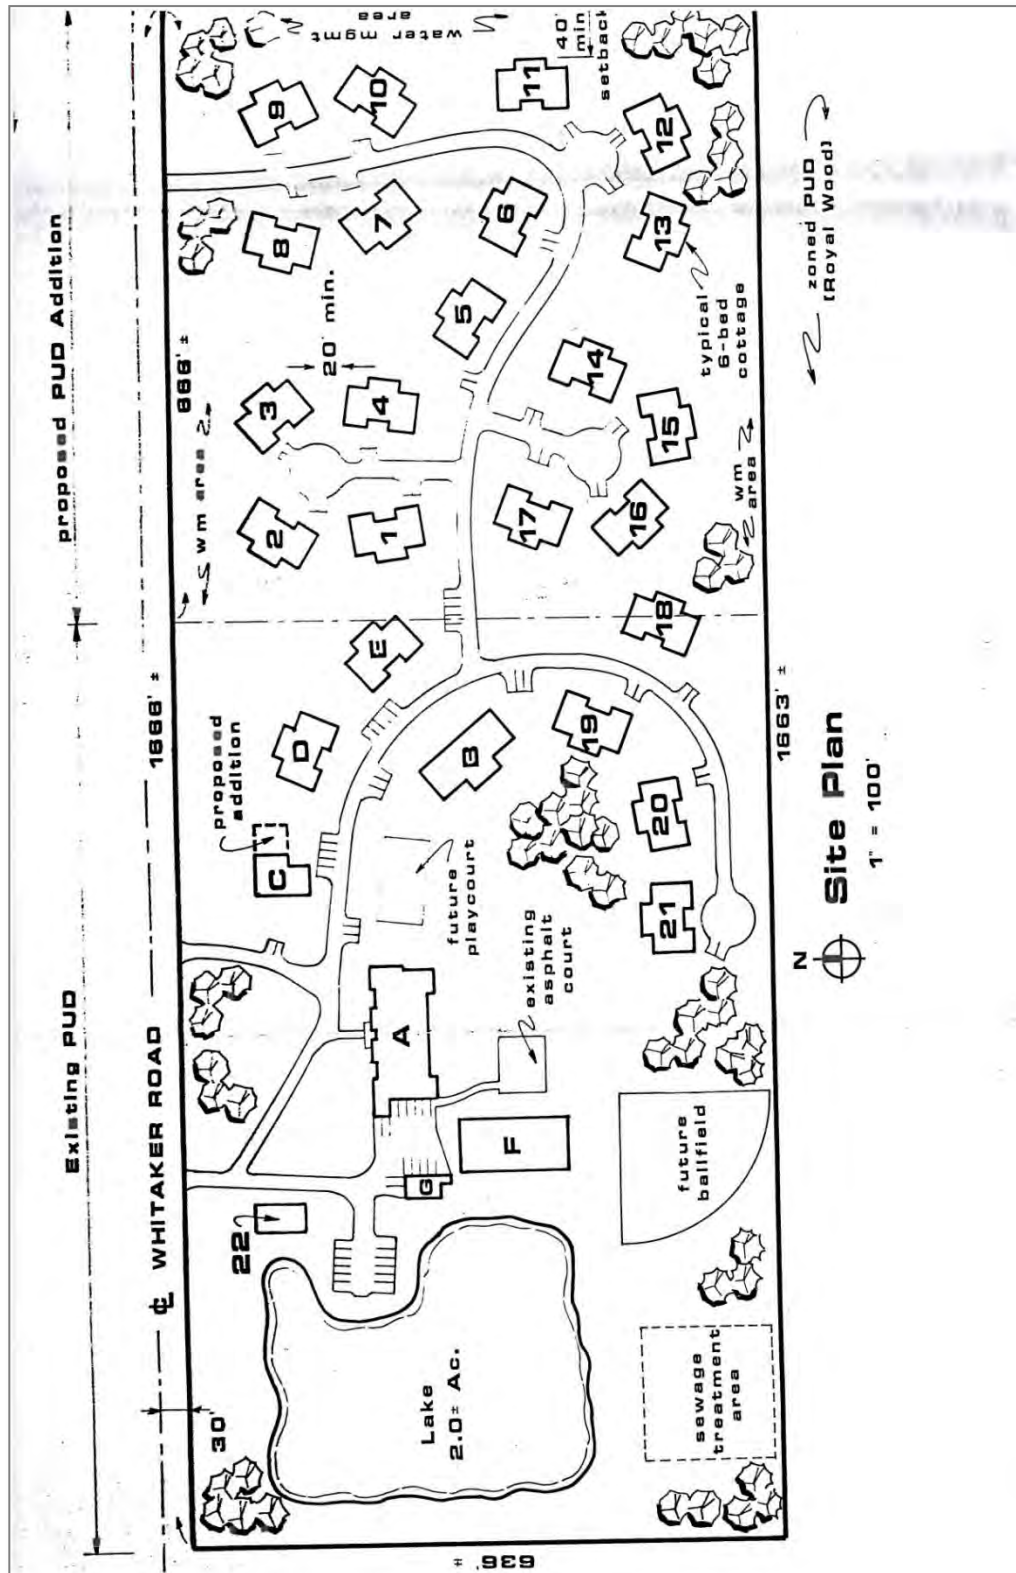 Existing PUD
proposed PUD Addition
30'
℄ WHITAKER ROAD
1666' ±
666' ±
636' ±
1663' ±
S wm area 2
water mgmt
area
40'
min
setback
20' min.
proposed
addition
future
playcourt
existing
asphalt
court
future
ballfield
sewage
treatment
area
Lake
2.0± Ac.
typical
6-bed
cottage
wm
area
zoned PUD
[Royal Wood]
A
B
C
D
E
F
G
1
2
3
4
5
6
7
8
9
10
11
12
13
14
15
16
17
18
19
20
21
22
N
Site Plan
1" = 100'